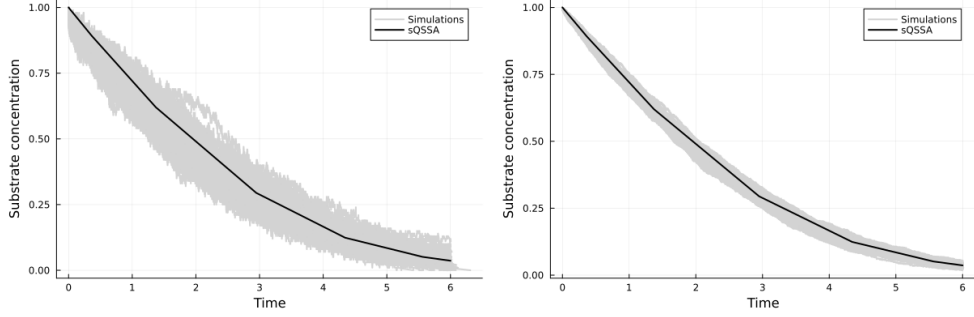 1.00
0.75
0.50
0.25
0.00
Substrate concentration
0 1 2 3 4 5 6
Time
Simulations
sQSSA
1.00
0.75
0.50
0.25
0.00
Substrate concentration
0 1 2 3 4 5 6
Time
Simulations
sQSSA